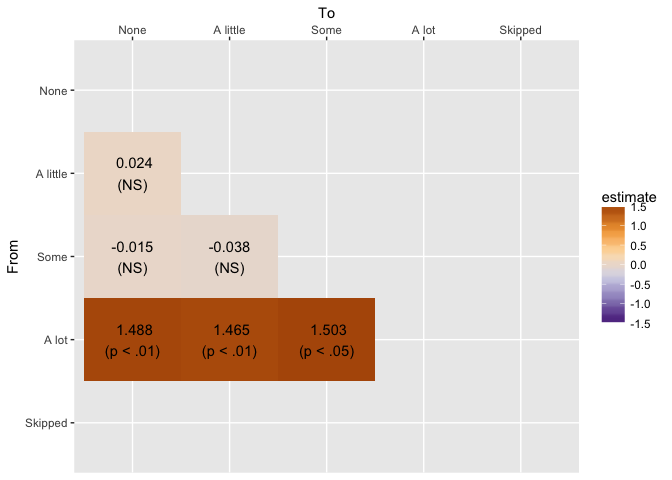 To
None A little Some A lot Skipped
None
A little
Some
A lot
Skipped
From
0.024
(NS)
-0.015 -0.038
(NS) (NS)
1.488 1.465 1.503
(p < .01) (p < .01) (p < .05)
estimate
1.5
1.0
0.5
0.0
-0.5
-1.0
-1.5